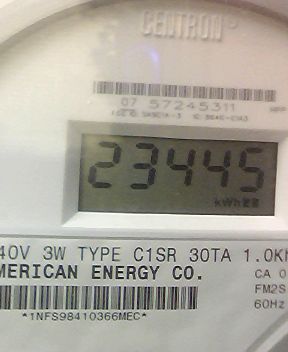 CENTRON
07 57245311
23445
kWh
40V 3W TYPE C1SR 30TA 1.0K
MERICAN ENERGY CO.
CA 0
FM2S
60Hz
*1NFS98410366MEC*